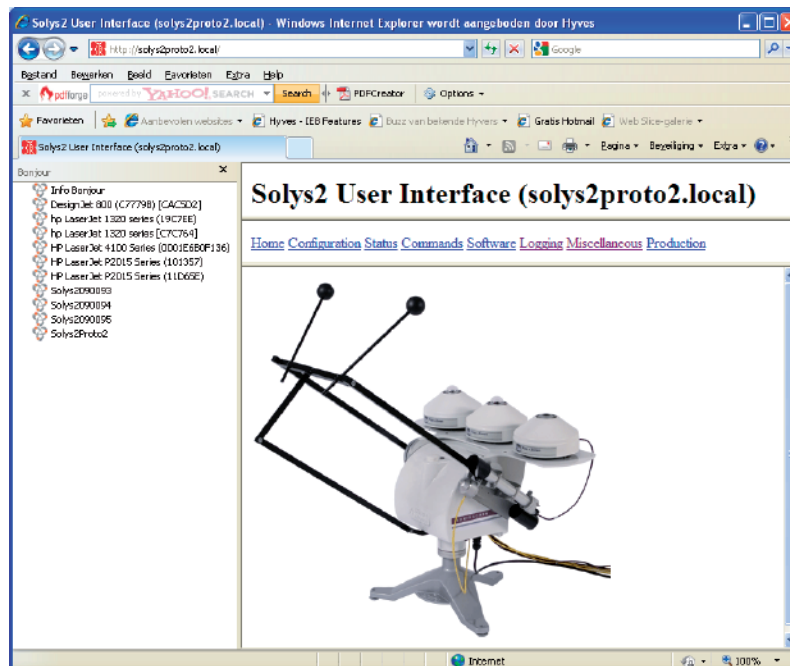 Solys2 User Interface (solys2proto2.local) - Windows Internet Explorer wordt aangeboden door Hyves
http://solys2proto2.local/
Google
Bestand Bewerken Beeld Favorieten Extra Help
pdfforge powered by YAHOO! SEARCH Search PDFCreator Options
Favorieten Aanbevolen websites Hyves - IEB Features Buzz van bekende Hyvers Gratis Hotmail Web Slice-galerie
Solys2 User Interface (solys2proto2.local) Pagina Beveiliging Extra
Bonjour
Info Bonjour
DesignJet 800 (C7779B) [CAC5D2]
hp LaserJet 1320 series (19C7EE)
hp LaserJet 1320 series [C7C764]
HP LaserJet 4100 Series (0001E6B0F136)
HP LaserJet P2015 Series (101357)
HP LaserJet P2015 Series (11D65E)
Solys2090093
Solys2090094
Solys2090095
Solys2Proto2
Solys2 User Interface (solys2proto2.local)
Home Configuration Status Commands Software Logging Miscellaneous Production
Internet 100%